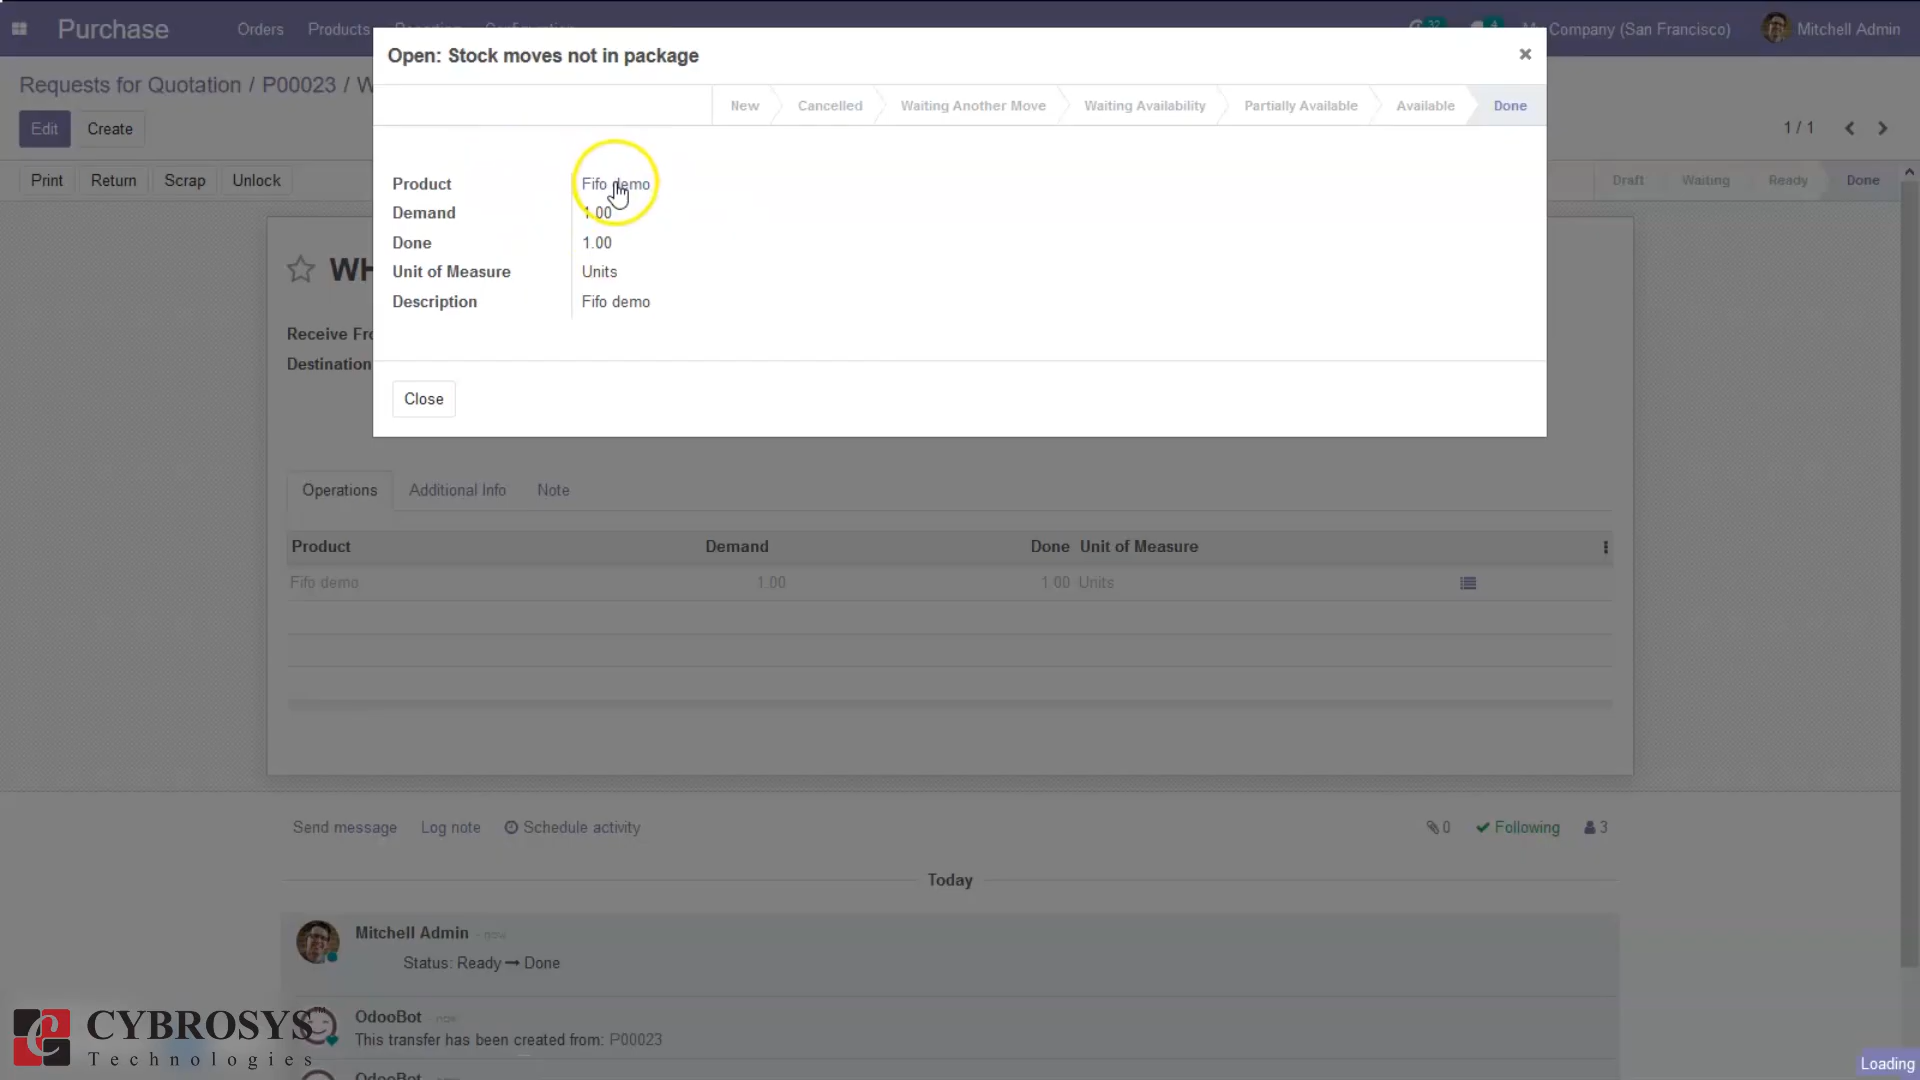 Purchase
Orders
Products
32
4
Company (San Francisco)
Mitchell Admin
Requests for Quotation / P00023 / W
Edit
Create
1 / 1
Print
Return
Scrap
Unlock
Draft
Waiting
Ready
Done
Open: Stock moves not in package
×
New
Cancelled
Waiting Another Move
Waiting Availability
Partially Available
Available
Done
Product
Fifo demo
Demand
1.00
Done
1.00
Unit of Measure
Units
Description
Fifo demo
Close
WH
Receive Fro
Destination
Operations
Additional Info
Note
Product
Demand
Done
Unit of Measure
Fifo demo
1.00
1.00
Units
Send message
Log note
Schedule activity
0
Following
3
Today
Mitchell Admin - now
Status: Ready → Done
OdooBot - now
This transfer has been created from: P00023
OdooBot
CYBROSYS
Technologies
Loading